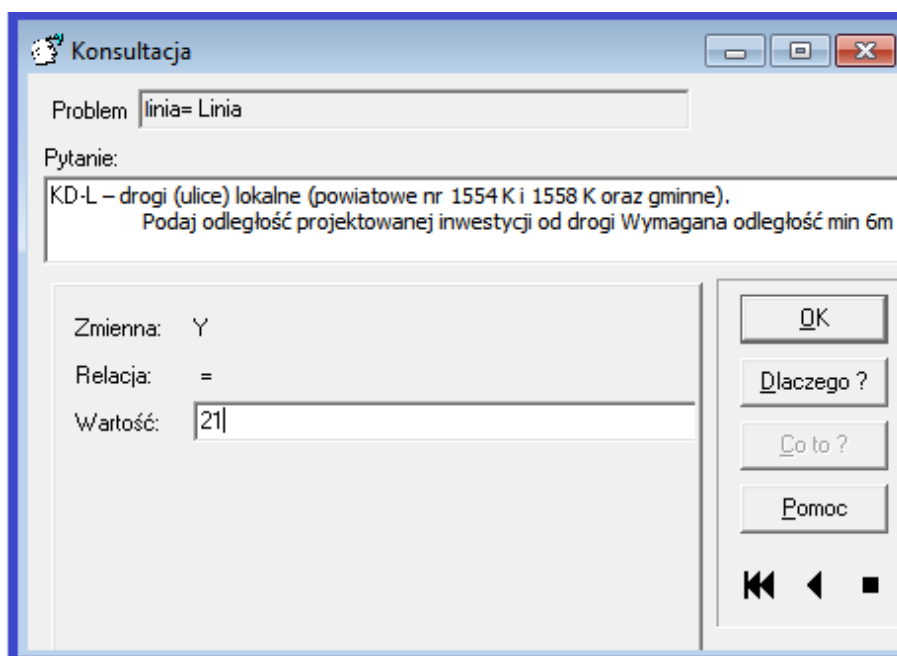 Konsultacja
Problem linia= Linia
Pytanie:
KD-L – drogi (ulice) lokalne (powiatowe nr 1554 K i 1558 K oraz gminne).
Podaj odległość projektowanej inwestycji od drogi Wymagana odległość min 6m
Zmienna: Y
Relacja: =
Wartość: 21
OK
Dlaczego ?
Co to ?
Pomoc